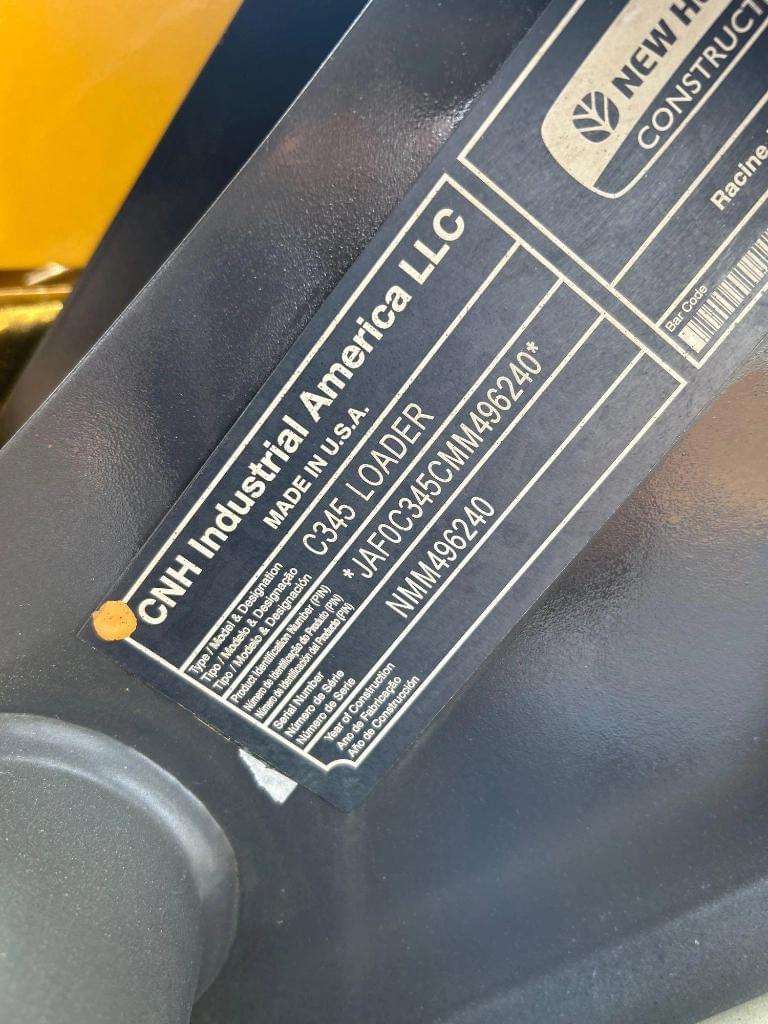 NEW
CONSTRUCT
Racine,
Bar Code
CNH Industrial America LLC
MADE IN U.S.A.
Type / Model & Designation
Tipo / Modelo & Designação
Tipo / Modelo & Designación
C345 LOADER
Product Identification Number (PIN)
Número de Identificação do Produto (PIN)
Número de Identificación del Producto (PIN)
*JAF0C345CMM496240*
Serial Number
Número de Série
Número de Serie
NMM496240
Year of Construction
Ano de Fabricação
Año de Construcción